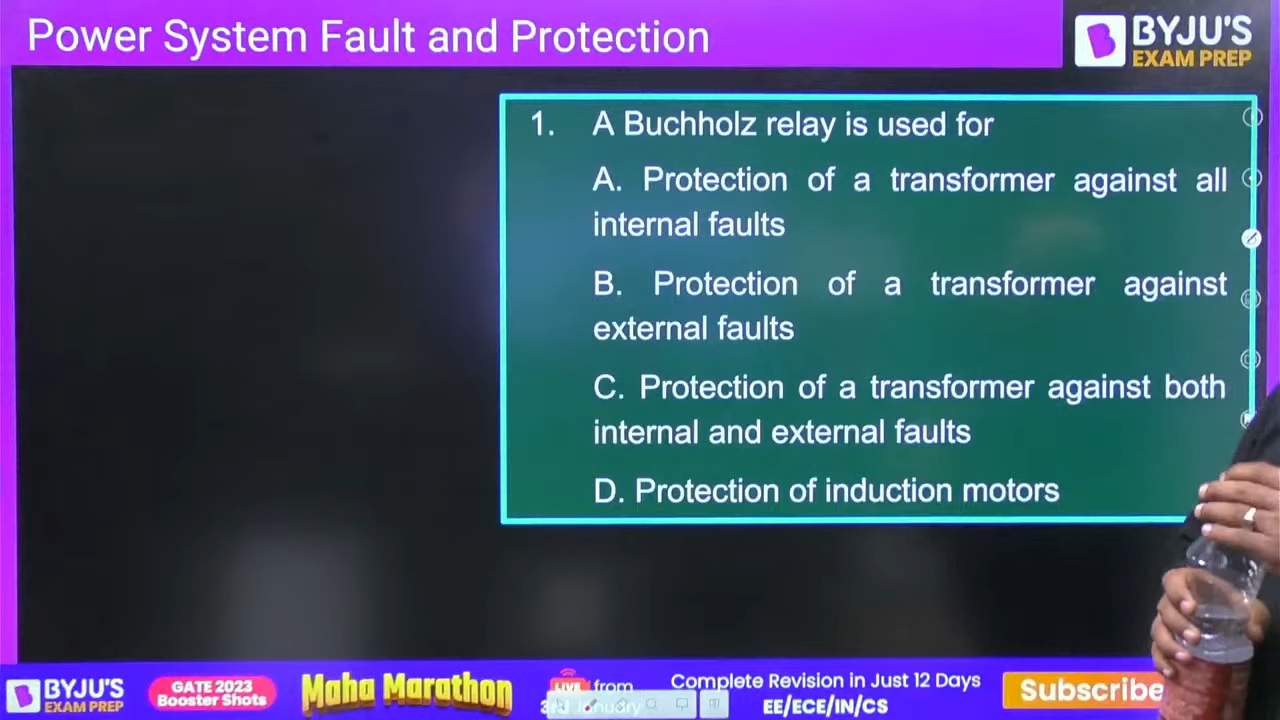 Power System Fault and Protection
BYJU'S
EXAM PREP
1. A Buchholz relay is used for
A. Protection of a transformer against all
internal faults
B. Protection of a transformer against
external faults
C. Protection of a transformer against both
internal and external faults
D. Protection of induction motors
BYJU'S
EXAM PREP
GATE 2023
Booster Shots
Maha Marathon
LIVE from
3rd January
Complete Revision in Just 12 Days
EE/ECE/IN/CS
Subscribe